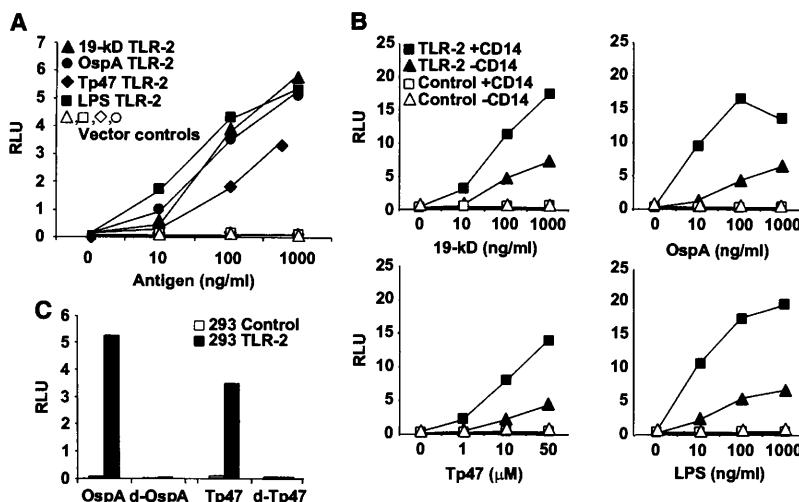 A
RLU
7
6
5
4
3
2
1
0
19-kD TLR-2
OspA TLR-2
Tp47 TLR-2
LPS TLR-2
Vector controls
0 10 100 1000
Antigen (ng/ml)
B
RLU
25
20
15
10
5
0
TLR-2 +CD14
TLR-2 -CD14
Control +CD14
Control -CD14
0 10 100 1000
19-kD (ng/ml)
25
20
15
10
5
0
0 10 100 1000
OspA (ng/ml)
RLU
25
20
15
10
5
0
0 1 10 50
Tp47 (µM)
25
20
15
10
5
0
0 10 100 1000
LPS (ng/ml)
C
RLU
6
5
4
3
2
1
0
293 Control
293 TLR-2
OspA d-OspA Tp47 d-Tp47